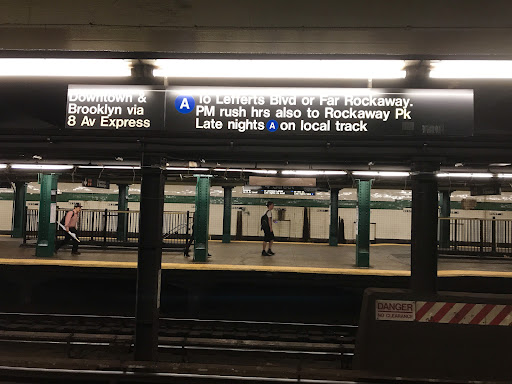 Downtown &
Brooklyn via
8 Av Express
A
To Lefferts Blvd or Far Rockaway.
PM rush hrs also to Rockaway Pk
Late nights A on local track
DANGER
NO CLEARANCE